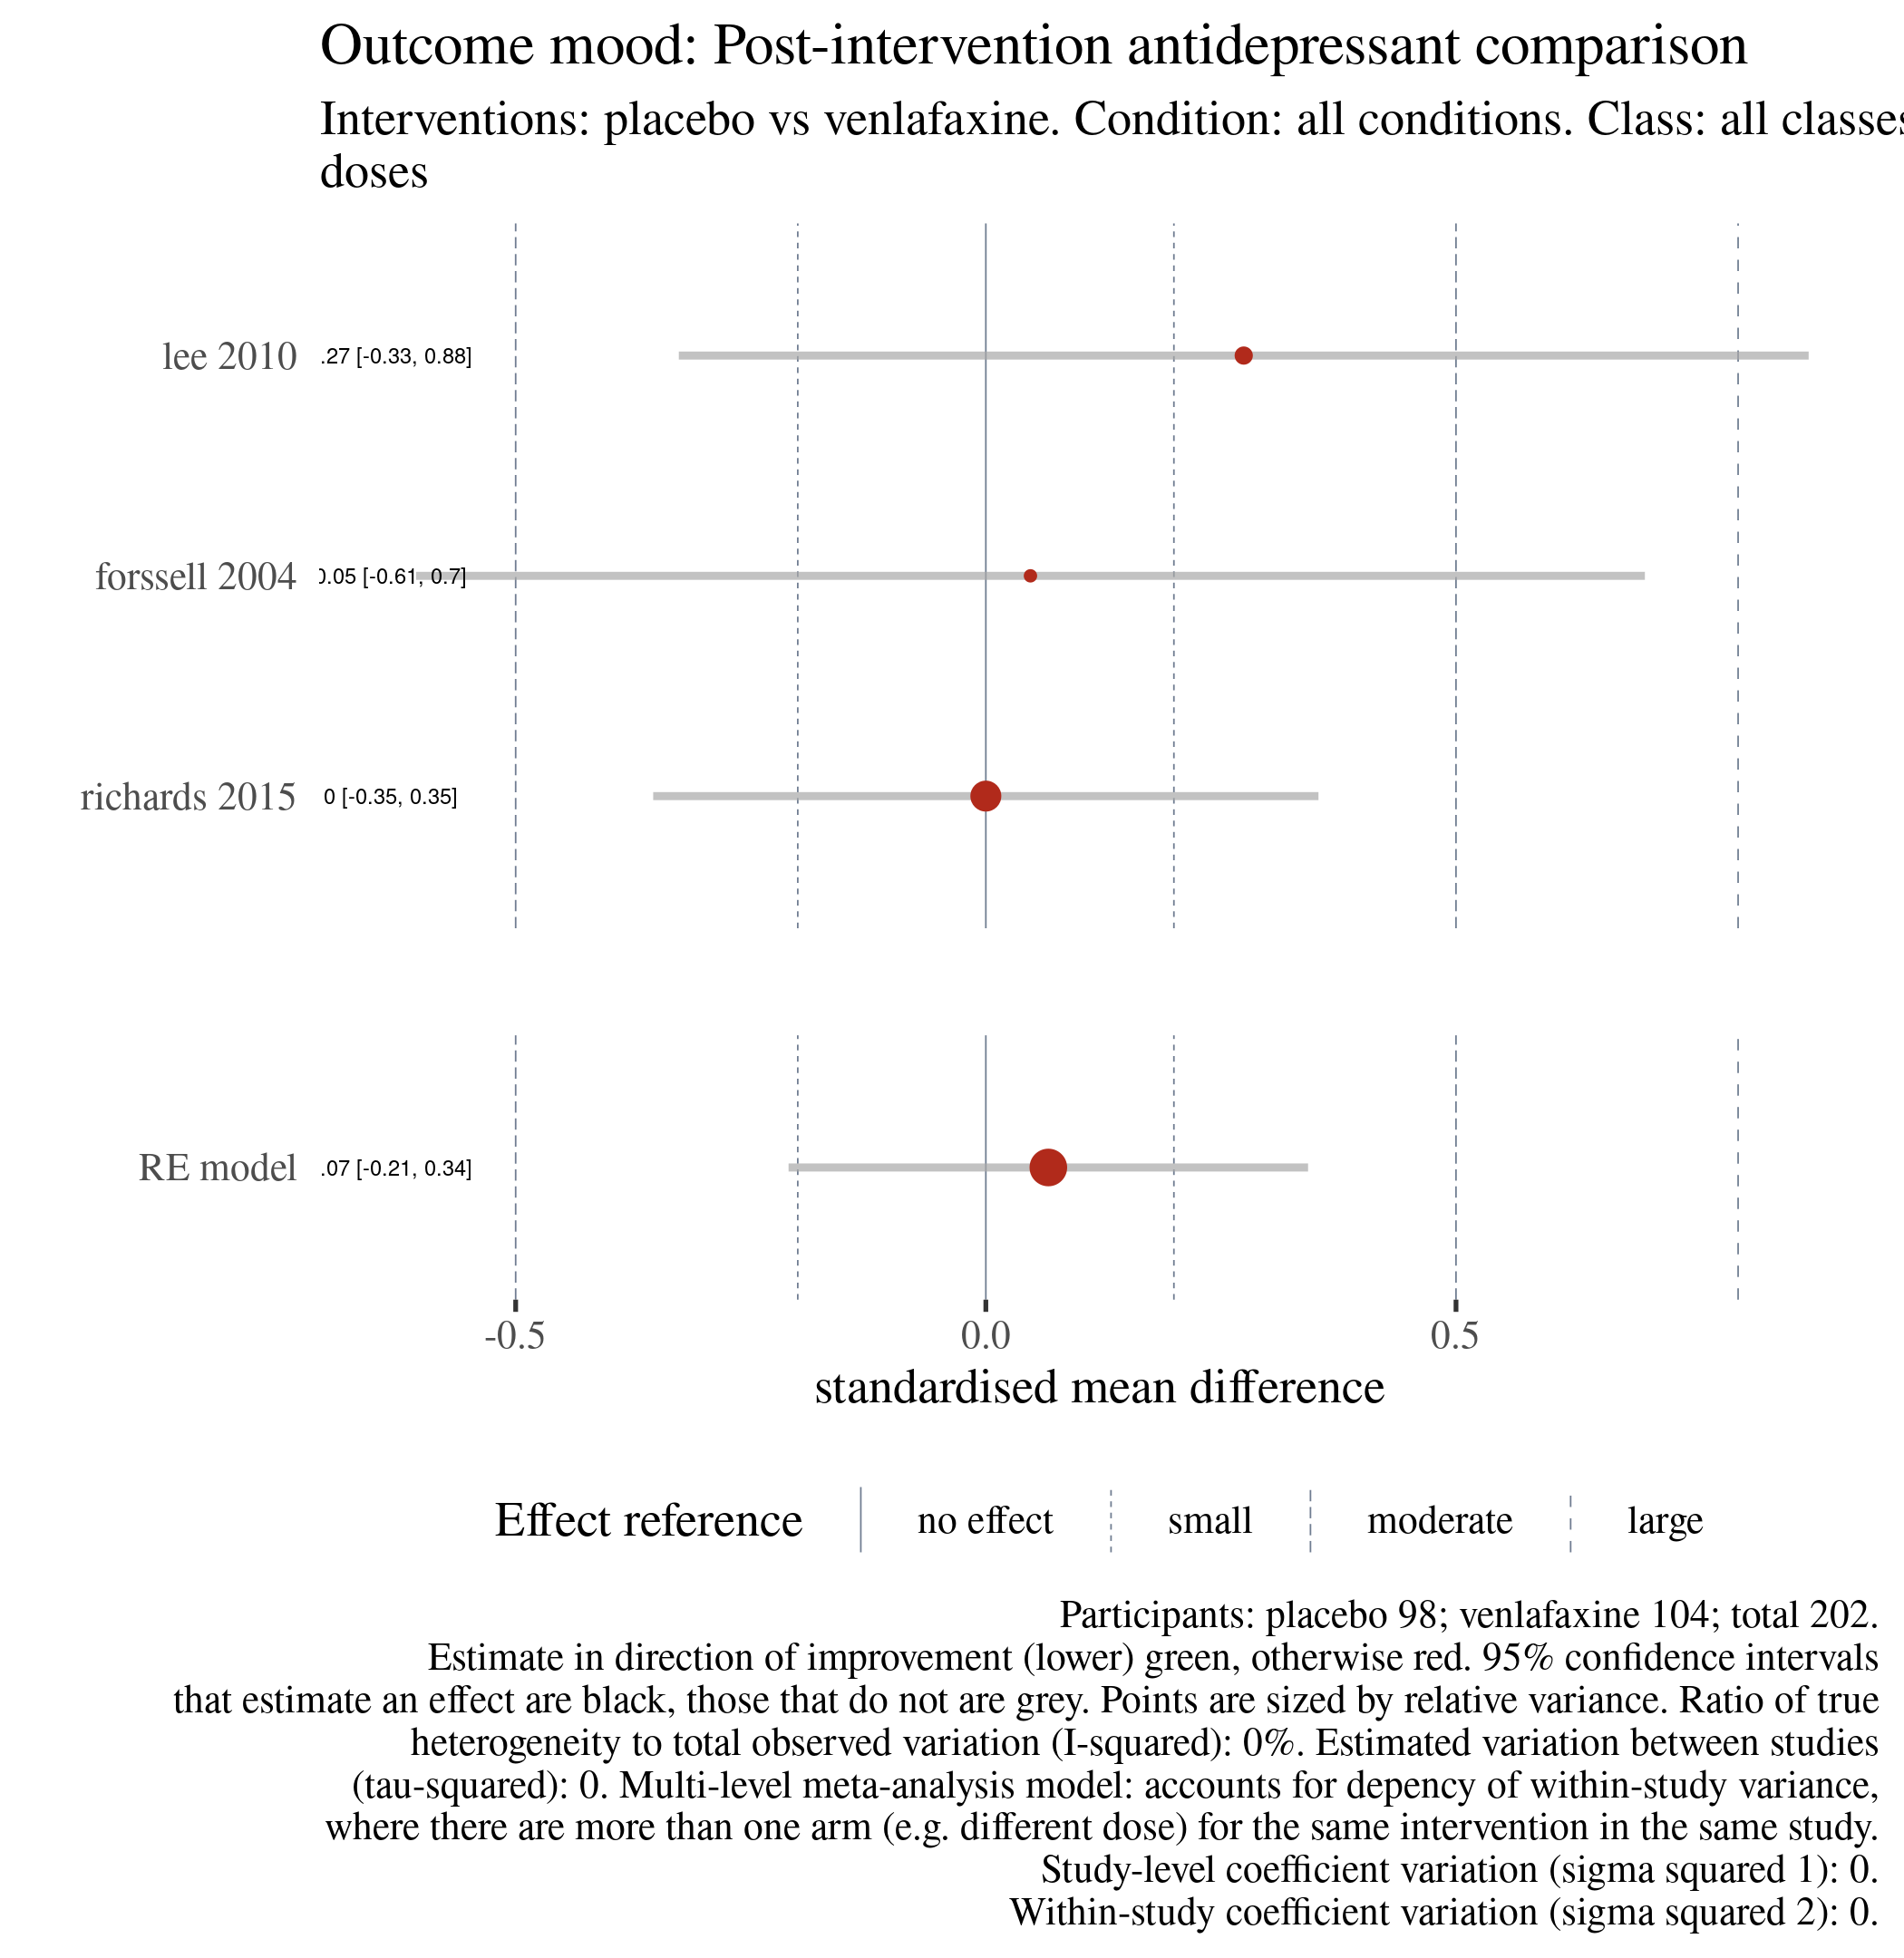 Outcome mood: Post-intervention antidepressant comparison
Interventions: placebo vs venlafaxine. Condition: all conditions. Class: all classes
doses
lee 2010 .27 [-0.33, 0.88]
forssell 2004 0.05 [-0.61, 0.7]
richards 2015 0 [-0.35, 0.35]
RE model .07 [-0.21, 0.34]
-0.5 0.0 0.5
standardised mean difference
Effect reference no effect small moderate large
Participants: placebo 98; venlafaxine 104; total 202.
Estimate in direction of improvement (lower) green, otherwise red. 95% confidence intervals
that estimate an effect are black, those that do not are grey. Points are sized by relative variance. Ratio of true
heterogeneity to total observed variation (I-squared): 0%. Estimated variation between studies
(tau-squared): 0. Multi-level meta-analysis model: accounts for depency of within-study variance,
where there are more than one arm (e.g. different dose) for the same intervention in the same study.
Study-level coefficient variation (sigma squared 1): 0.
Within-study coefficient variation (sigma squared 2): 0.